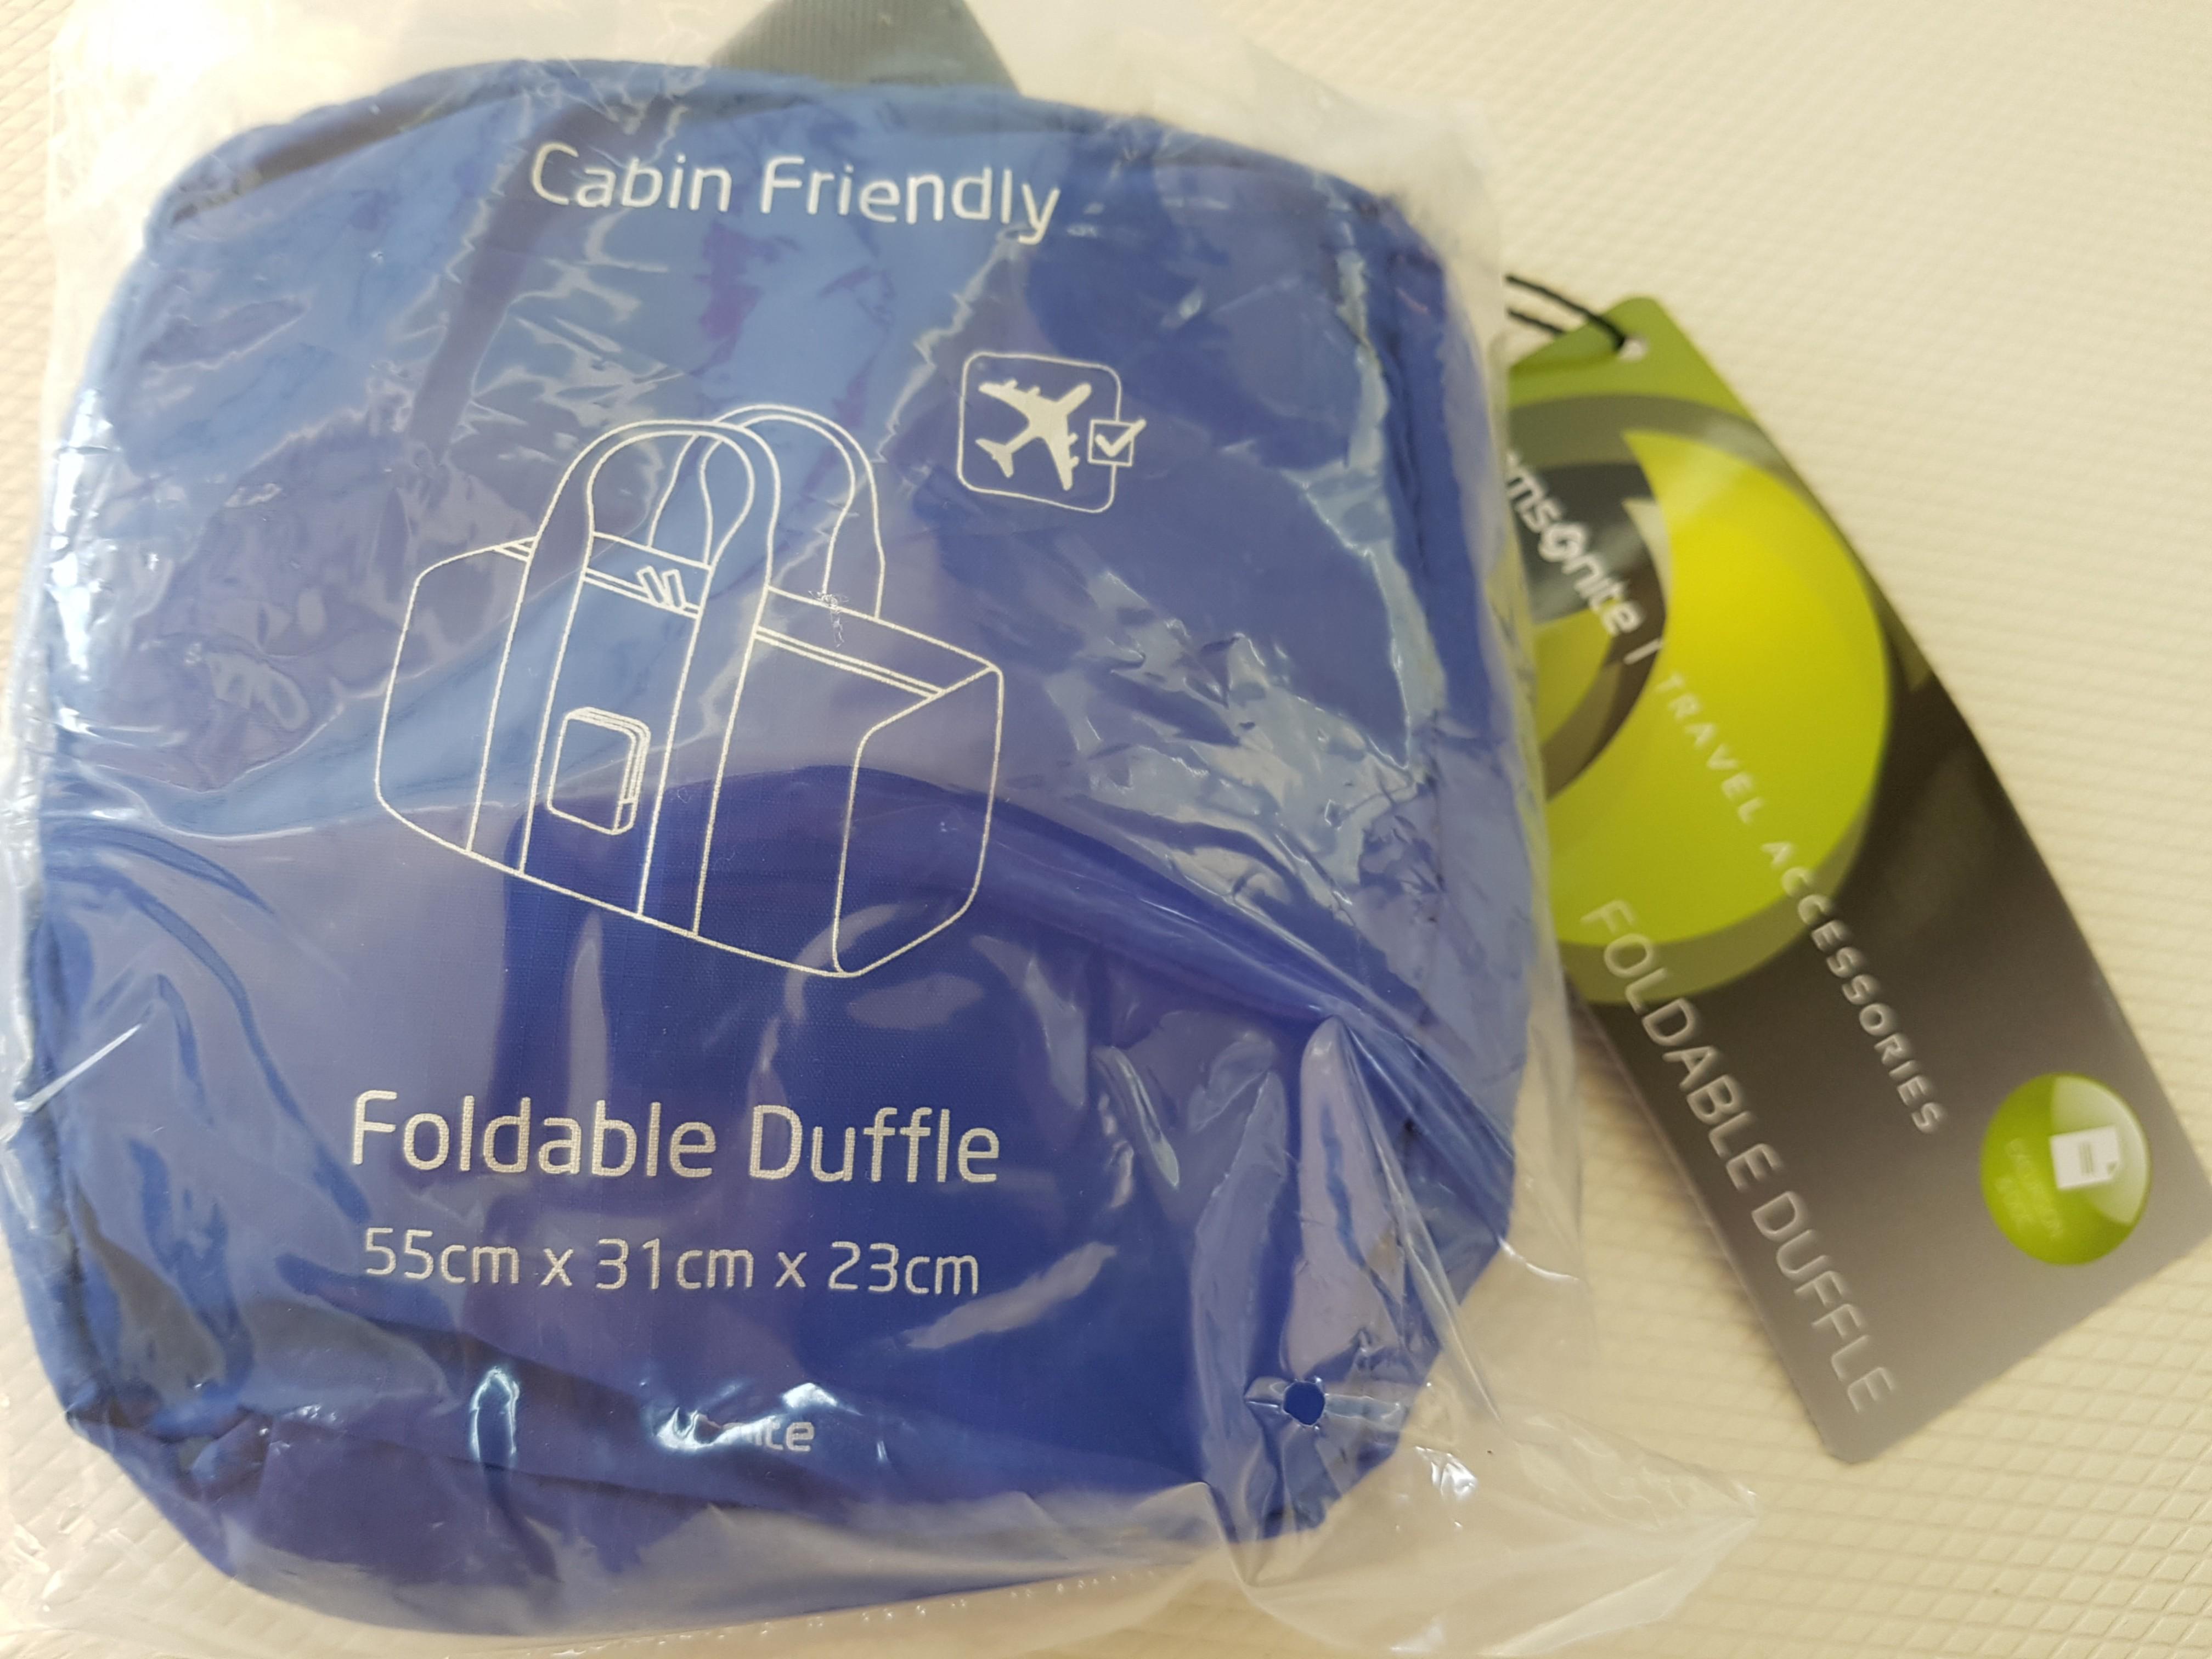 Cabin Friendly
Foldable Duffle
55cm x 31cm x 23cm
TRAVEL ACCESSORIES
FOLDABLE DUFFLE